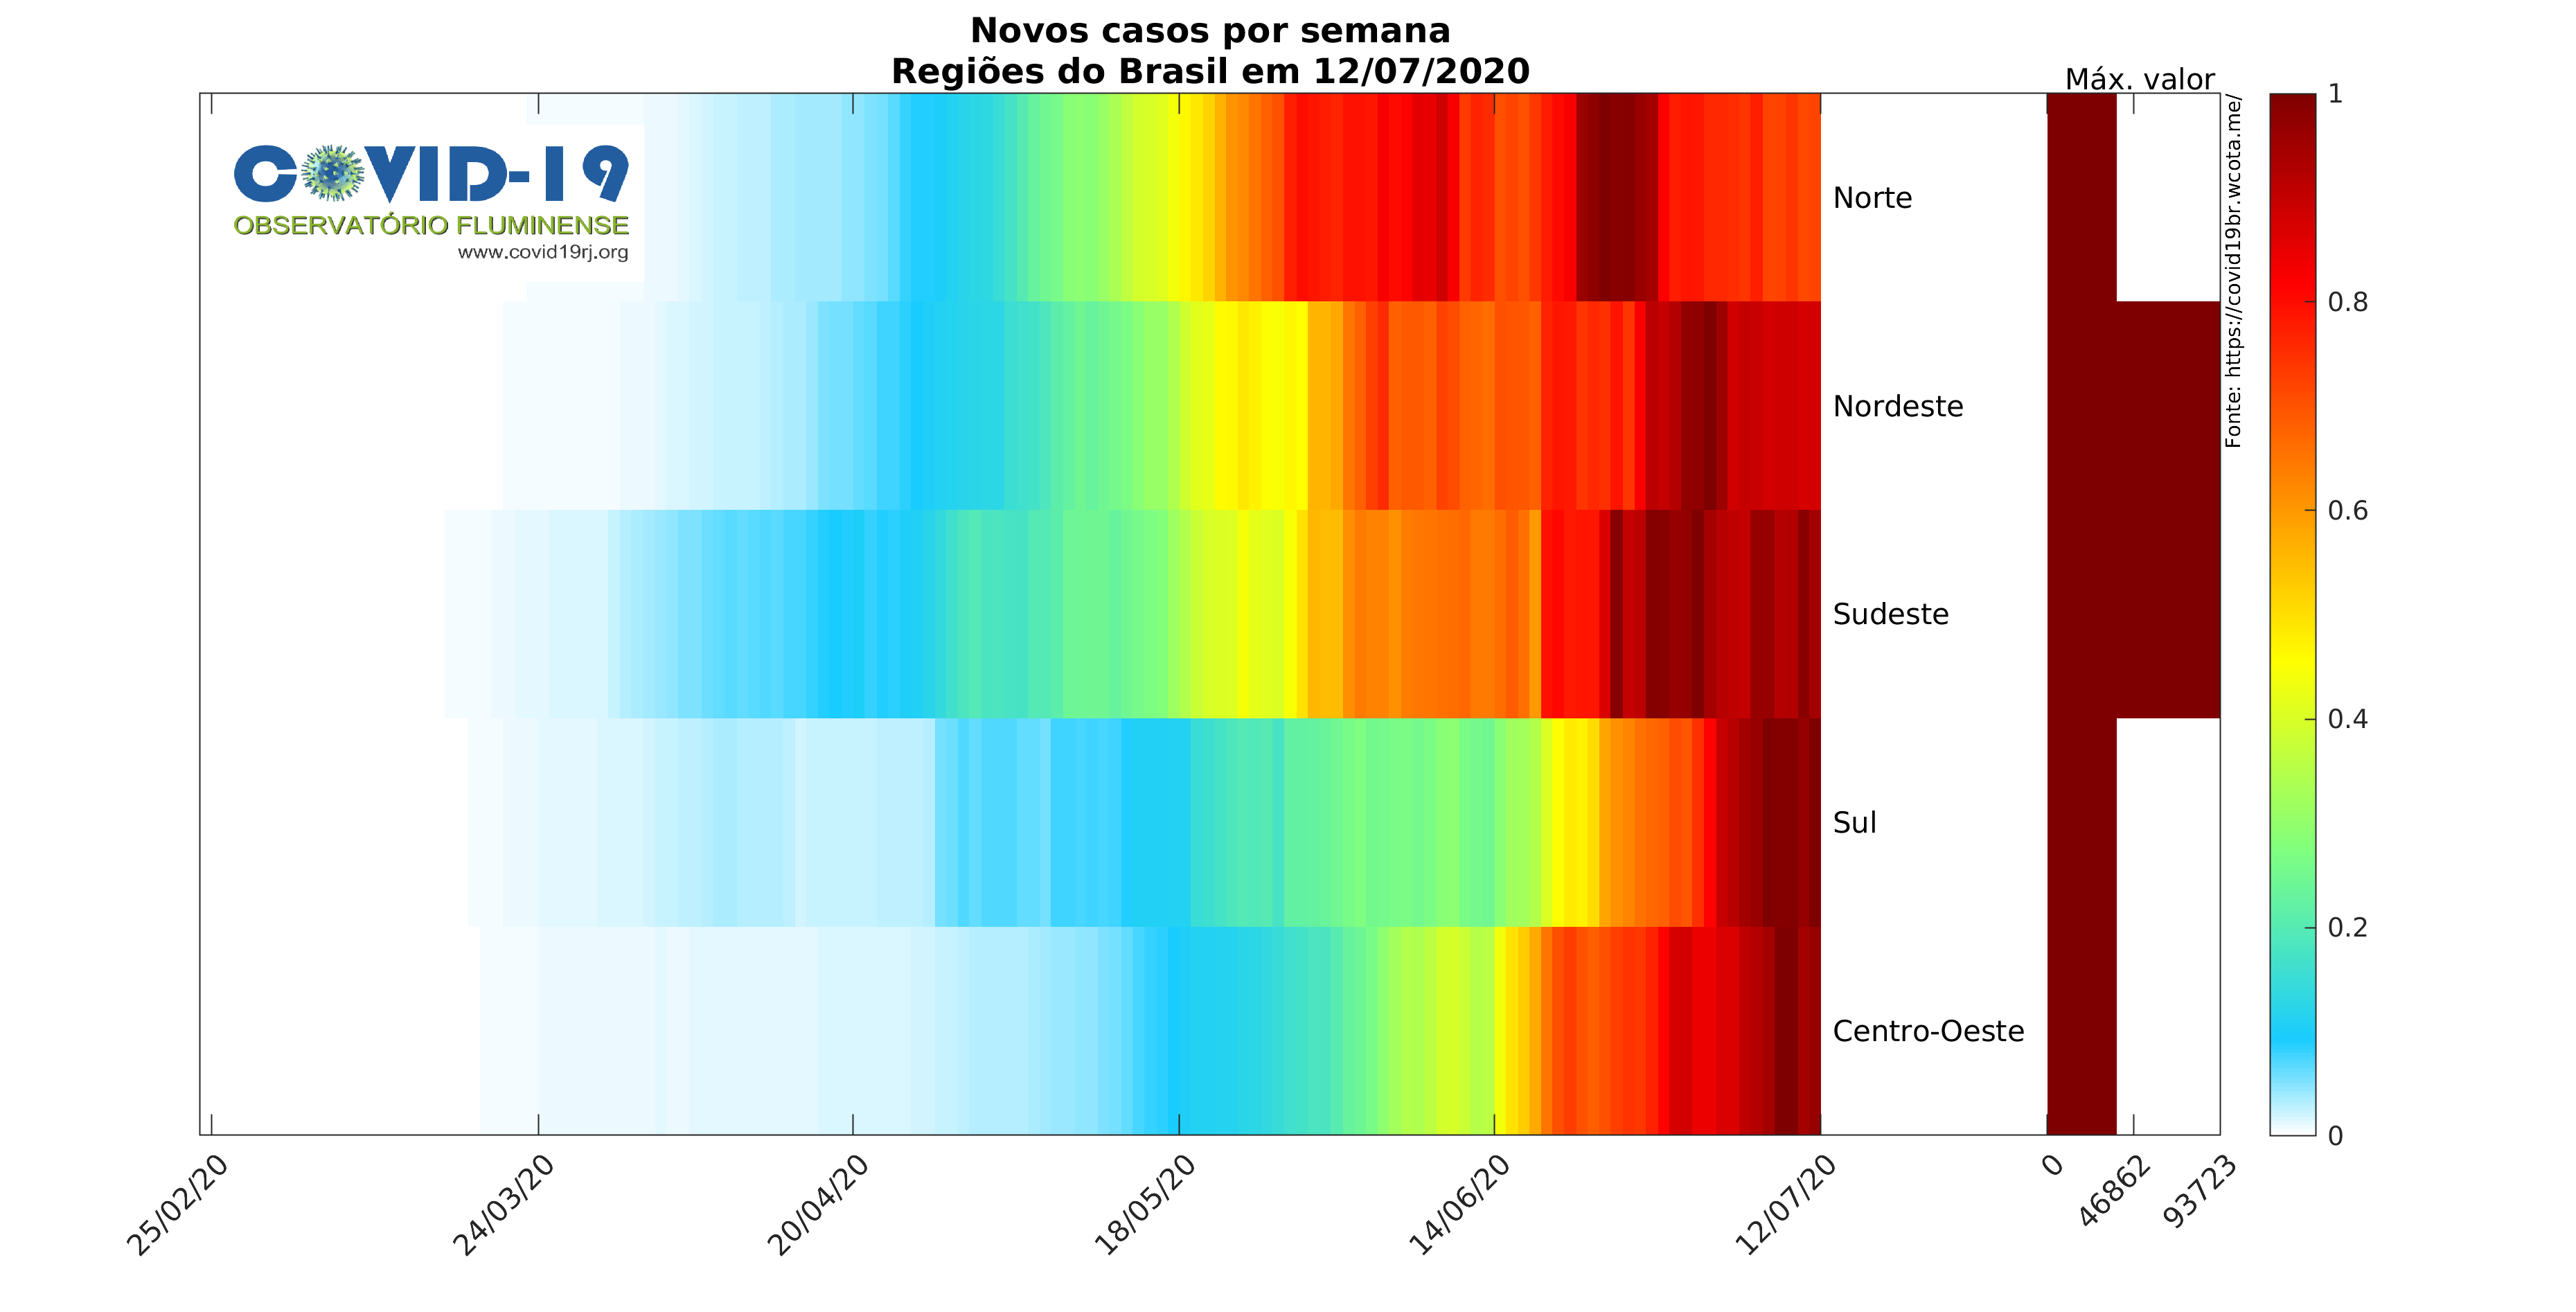 Novos casos por semana
Regiões do Brasil em 12/07/2020
Máx. valor
COVID-19
OBSERVATÓRIO FLUMINENSE
www.covid19rj.org
Norte
Nordeste
Sudeste
Sul
Centro-Oeste
Fonte: https://covid19br.wcota.me/
1
0.8
0.6
0.4
0.2
0
25/02/20
24/03/20
20/04/20
18/05/20
14/06/20
12/07/20
0
46862
93723